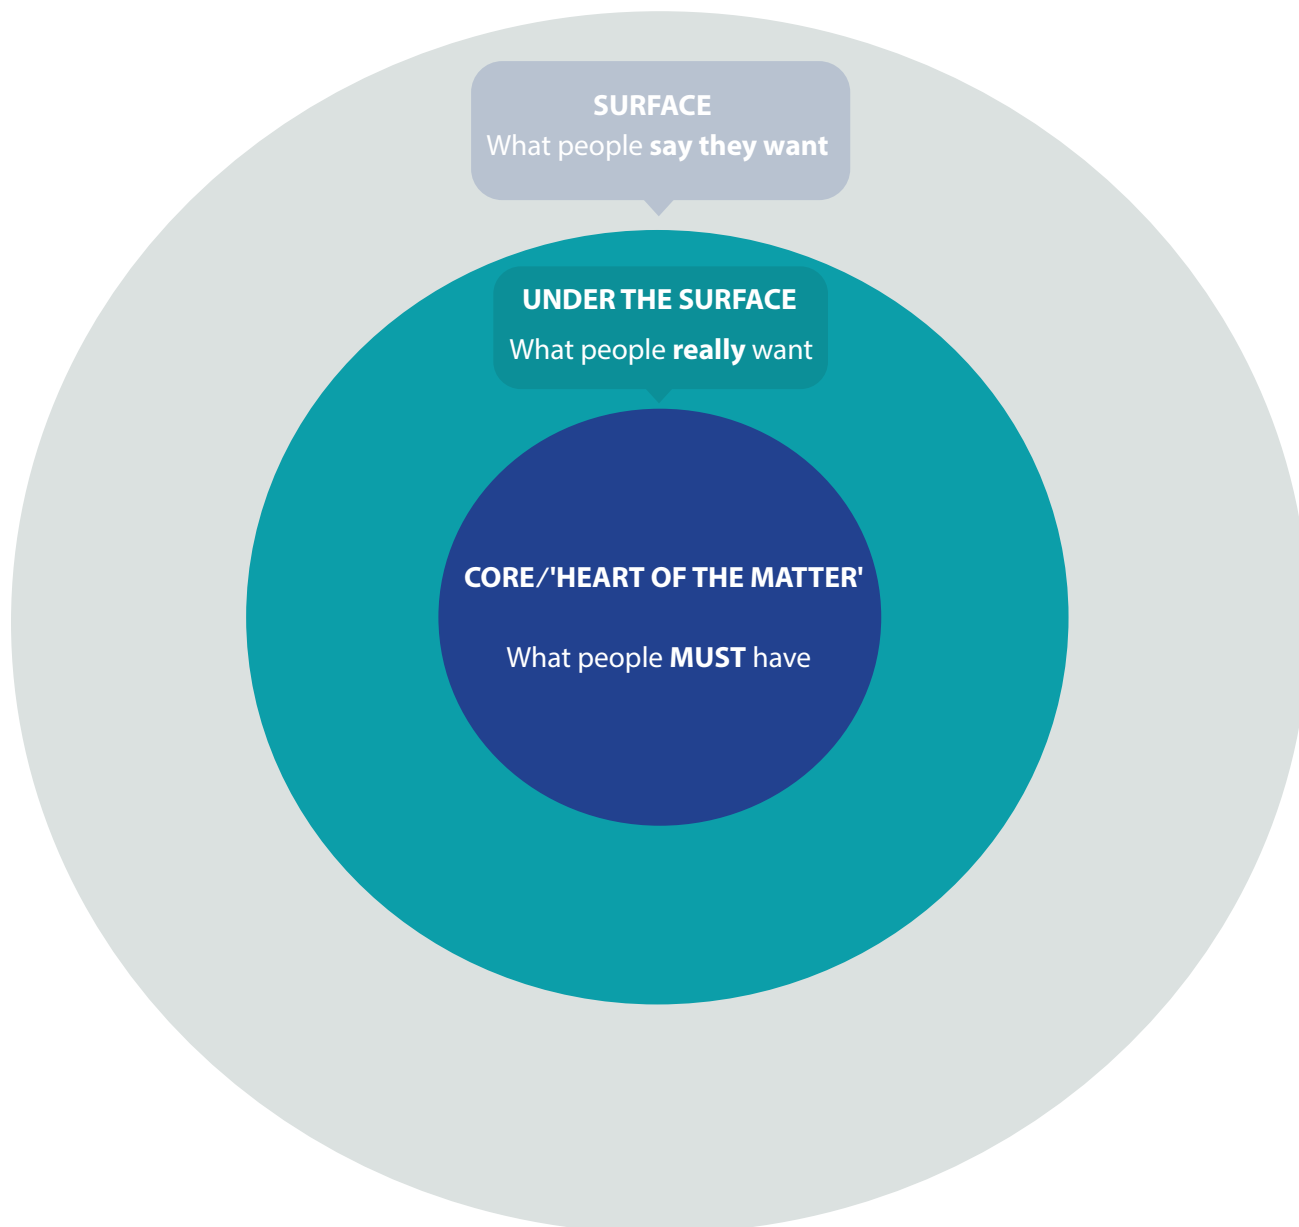 SURFACE
What people say they want
UNDER THE SURFACE
What people really want
CORE/'HEART OF THE MATTER'
What people MUST have